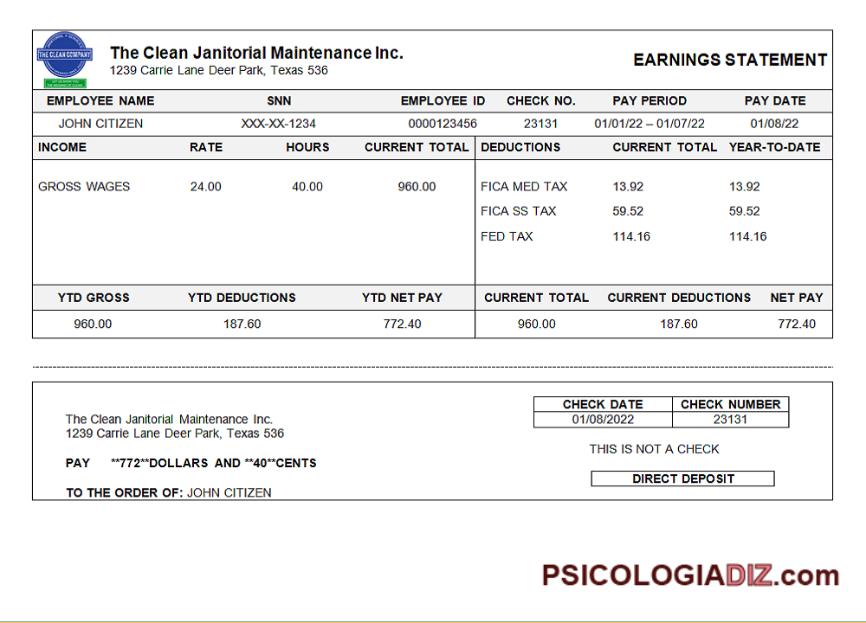 THE CLEAN COMPANY
The Clean Janitorial Maintenance Inc.
1239 Carrie Lane Deer Park, Texas 536
EARNINGS STATEMENT
EMPLOYEE NAME SNN EMPLOYEE ID CHECK NO. PAY PERIOD PAY DATE
JOHN CITIZEN XXX-XX-1234 0000123456 23131 01/01/22 – 01/07/22 01/08/22
INCOME RATE HOURS CURRENT TOTAL DEDUCTIONS CURRENT TOTAL YEAR-TO-DATE
GROSS WAGES 24.00 40.00 960.00 FICA MED TAX 13.92 13.92
FICA SS TAX 59.52 59.52
FED TAX 114.16 114.16
YTD GROSS YTD DEDUCTIONS YTD NET PAY CURRENT TOTAL CURRENT DEDUCTIONS NET PAY
960.00 187.60 772.40 960.00 187.60 772.40
The Clean Janitorial Maintenance Inc.
1239 Carrie Lane Deer Park, Texas 536
PAY **772**DOLLARS AND **40**CENTS
TO THE ORDER OF: JOHN CITIZEN
CHECK DATE CHECK NUMBER
01/08/2022 23131
THIS IS NOT A CHECK
DIRECT DEPOSIT
PSICOLOGIADIZ.com